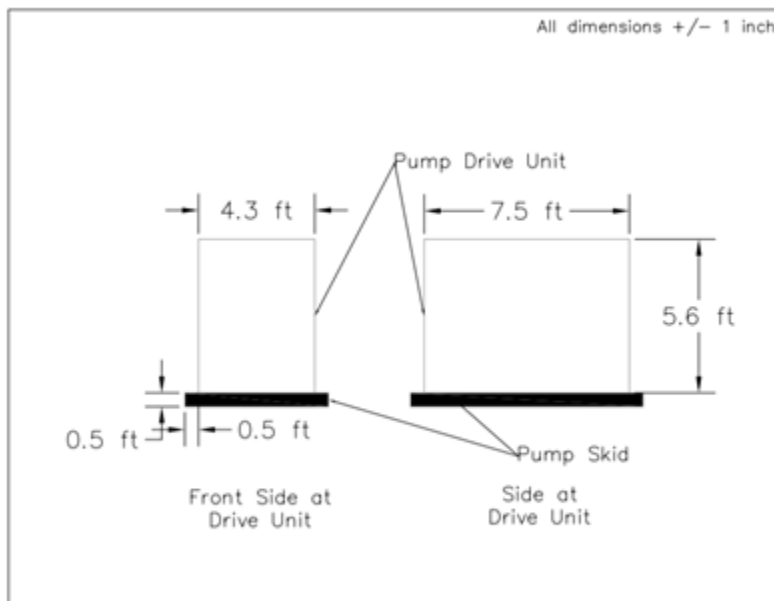 All dimensions +/- 1 inch
Pump Drive Unit
4.3 ft
7.5 ft
5.6 ft
0.5 ft
0.5 ft
Pump Skid
Front Side at
Drive Unit
Side at
Drive Unit